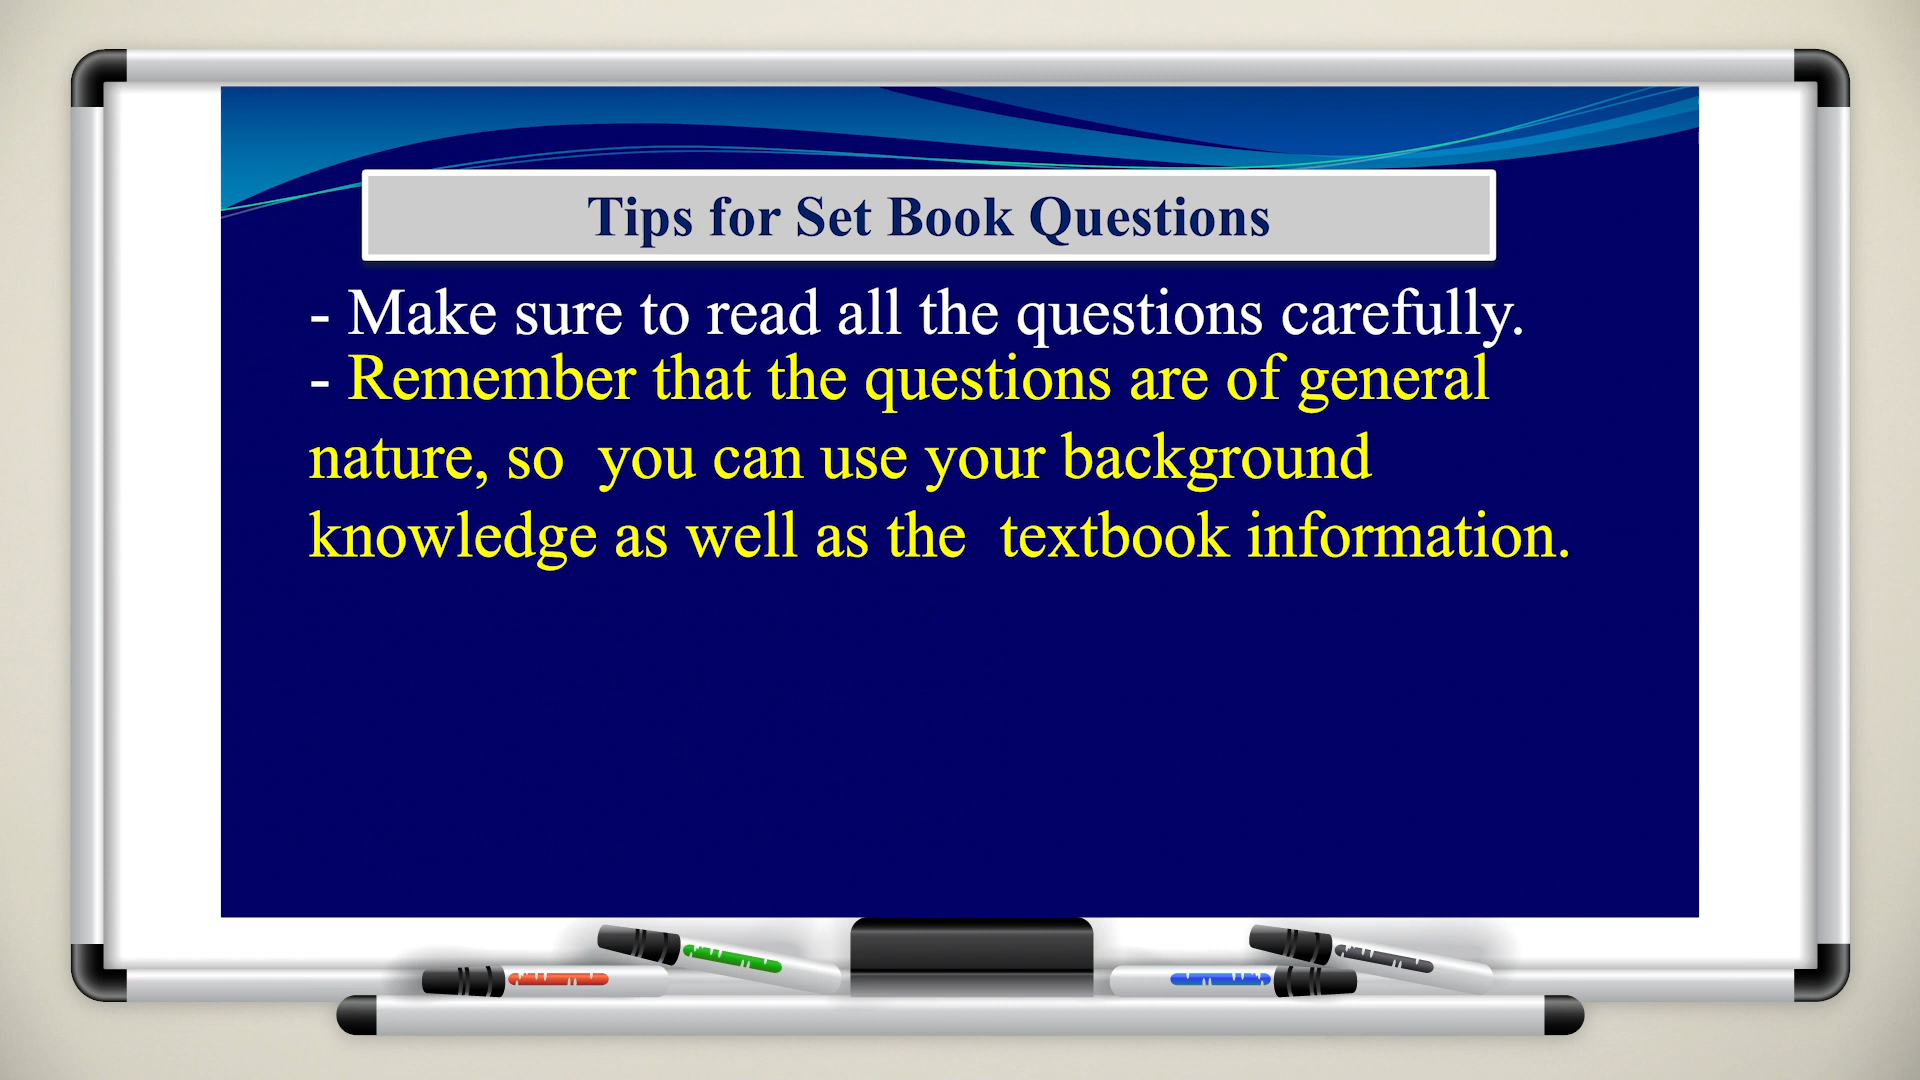 Tips for Set Book Questions
- Make sure to read all the questions carefully.
- Remember that the questions are of general
nature, so  you can use your background
knowledge as well as the  textbook information.